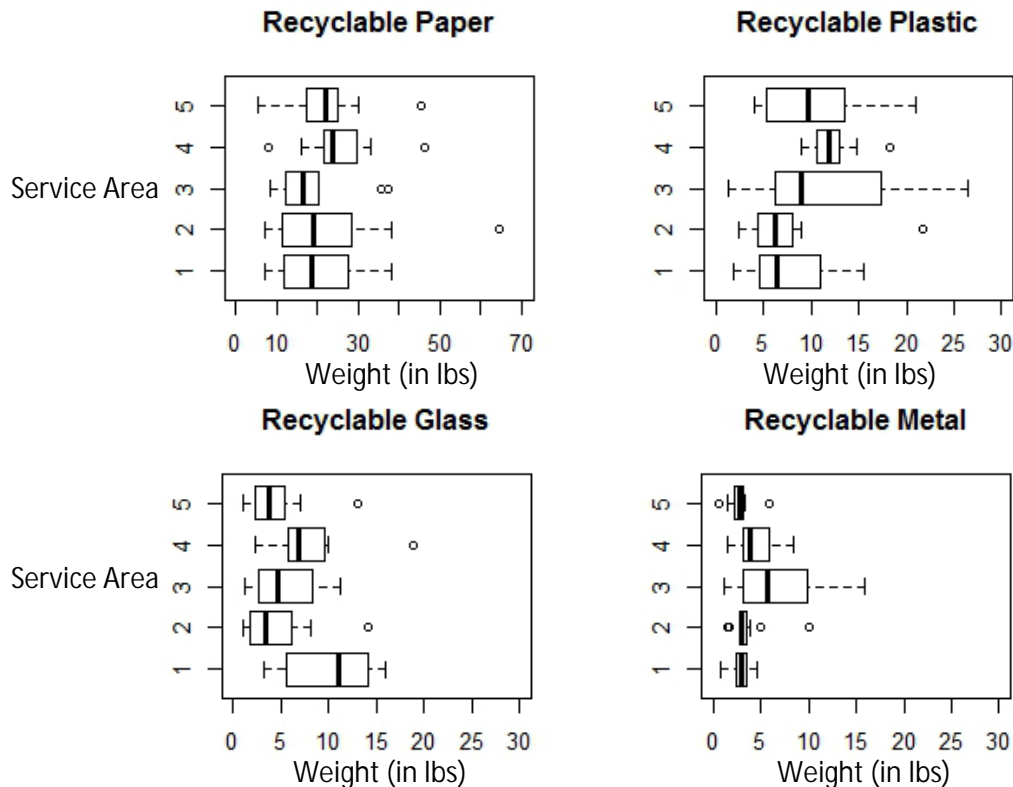 Recyclable Paper
Recyclable Plastic
Service Area
5
4
3
2
1
0 10 30 50 70
Weight (in lbs)
5
4
3
2
1
0 5 10 15 20 25 30
Weight (in lbs)
Recyclable Glass
Recyclable Metal
Service Area
5
4
3
2
1
0 5 10 15 20 25 30
Weight (in lbs)
5
4
3
2
1
0 5 10 15 20 25 30
Weight (in lbs)